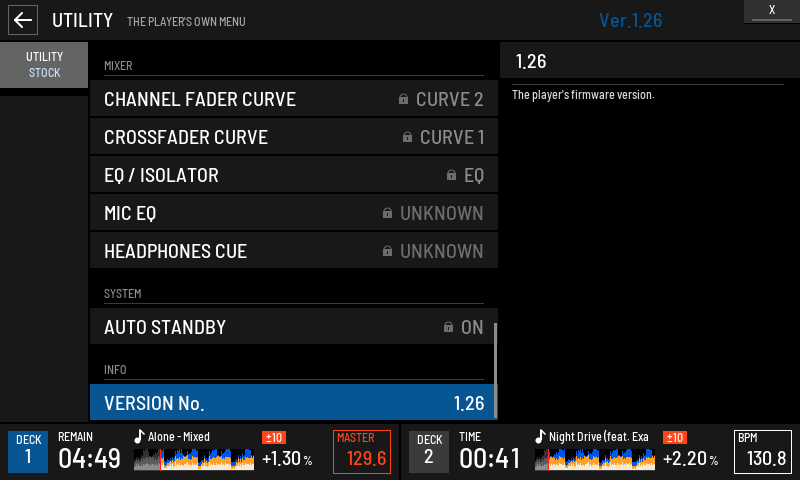 UTILITY THE PLAYER'S OWN MENU Ver.1.26 X
UTILITY
STOCK
MIXER
CHANNEL FADER CURVE CURVE 2
CROSSFADER CURVE CURVE 1
EQ / ISOLATOR EQ
MIC EQ UNKNOWN
HEADPHONES CUE UNKNOWN
SYSTEM
AUTO STANDBY ON
INFO
VERSION No. 1.26
1.26
The player's firmware version.
DECK
1
REMAIN
04:49
Alone - Mixed
±10
+1.30 %
MASTER
129.6
DECK
2
TIME
00:41
Night Drive (feat. Exa
±10
+2.20 %
BPM
130.8